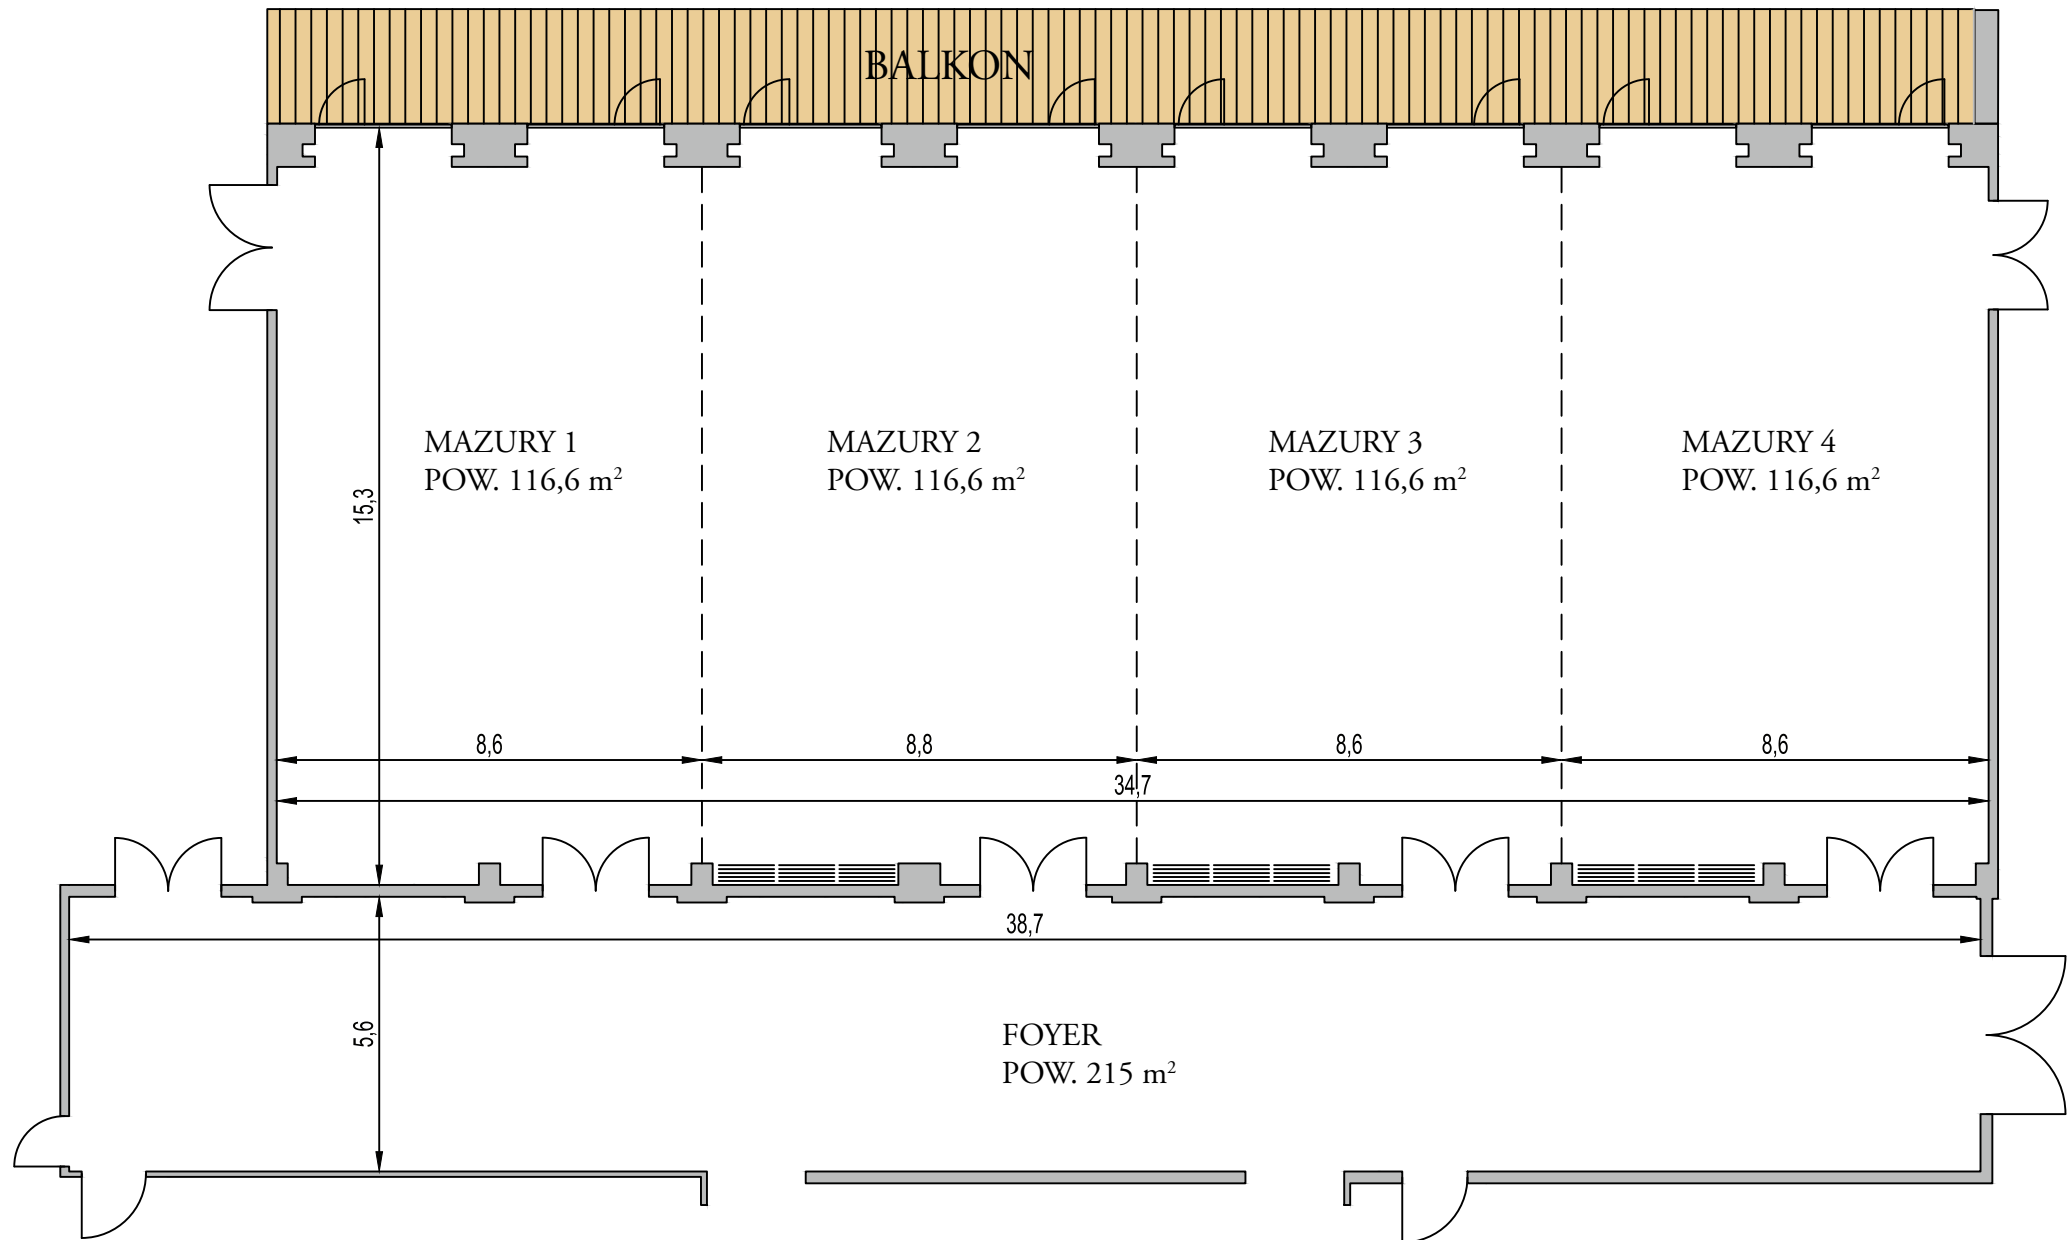 BALKON
MAZURY 1
POW. 116,6 m²
MAZURY 2
POW. 116,6 m²
MAZURY 3
POW. 116,6 m²
MAZURY 4
POW. 116,6 m²
15,3
8,6
8,8
8,6
8,6
34,7
38,7
5,6
FOYER
POW. 215 m²